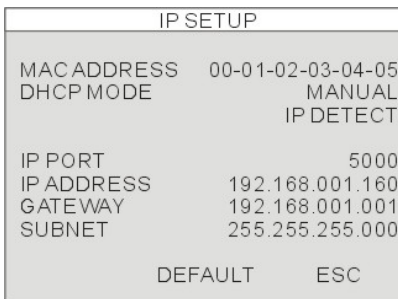 IP SETUP
MAC ADDRESS 00-01-02-03-04-05
DHCP MODE MANUAL
IP DETECT
IP PORT 5000
IP ADDRESS 192.168.001.160
GATEWAY 192.168.001.001
SUBNET 255.255.255.000
DEFAULT ESC